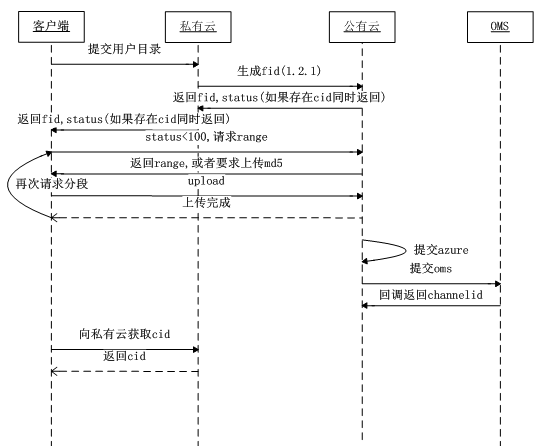 客户端
私有云
公有云
OMS
提交用户目录
生成fid(1.2.1)
返回fid,status(如果存在cid同时返回)
返回fid,status(如果存在cid同时返回)
status<100,请求range
返回range,或者要求上传md5
再次请求分段
upload
上传完成
提交azure
提交oms
回调返回channelid
向私有云获取cid
返回cid